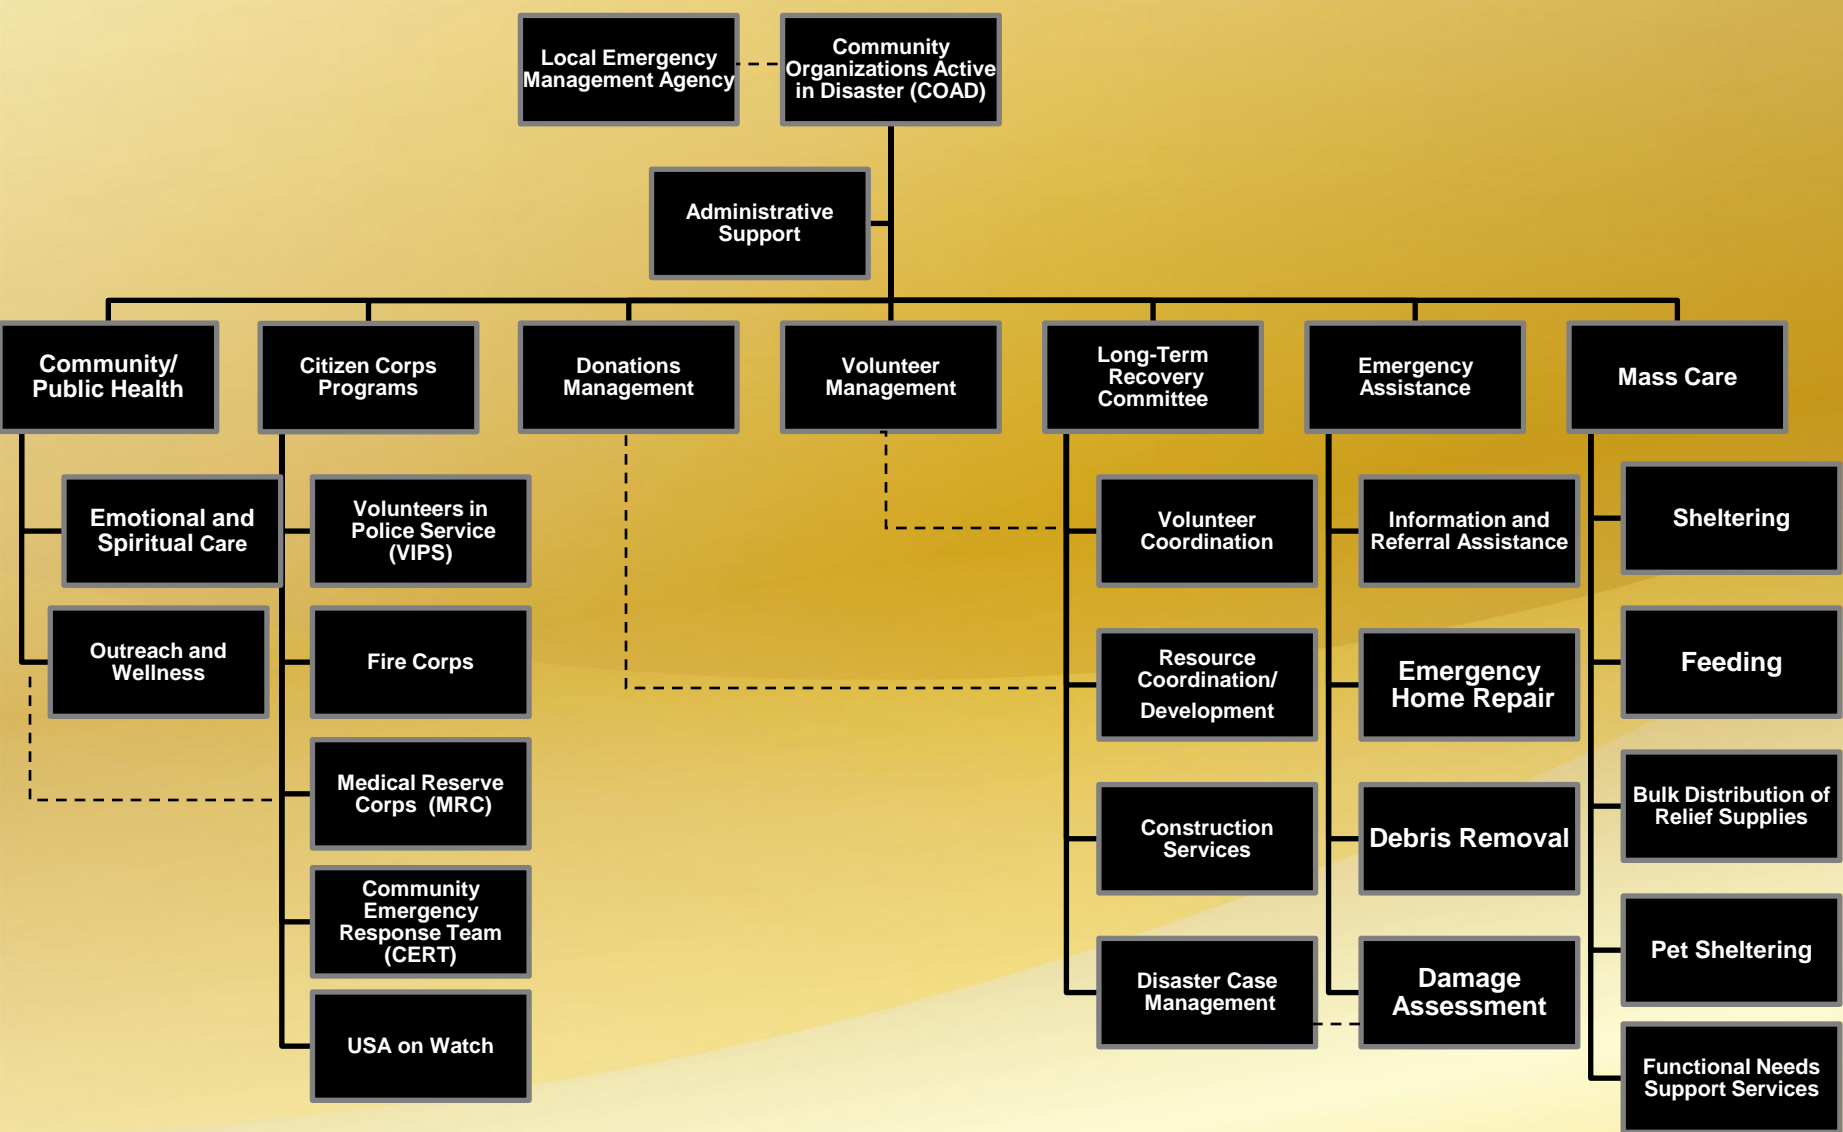 Local Emergency
Management Agency
Community
Organizations Active
in Disaster (COAD)
Administrative
Support
Community/
Public Health
Citizen Corps
Programs
Donations
Management
Volunteer
Management
Long-Term
Recovery
Committee
Emergency
Assistance
Mass Care
Emotional and
Spiritual Care
Outreach and
Wellness
Volunteers in
Police Service
(VIPS)
Fire Corps
Medical Reserve
Corps (MRC)
Community
Emergency
Response Team
(CERT)
USA on Watch
Volunteer
Coordination
Resource
Coordination/
Development
Construction
Services
Disaster Case
Management
Information and
Referral Assistance
Emergency
Home Repair
Debris Removal
Damage
Assessment
Sheltering
Feeding
Bulk Distribution of
Relief Supplies
Pet Sheltering
Functional Needs
Support Services